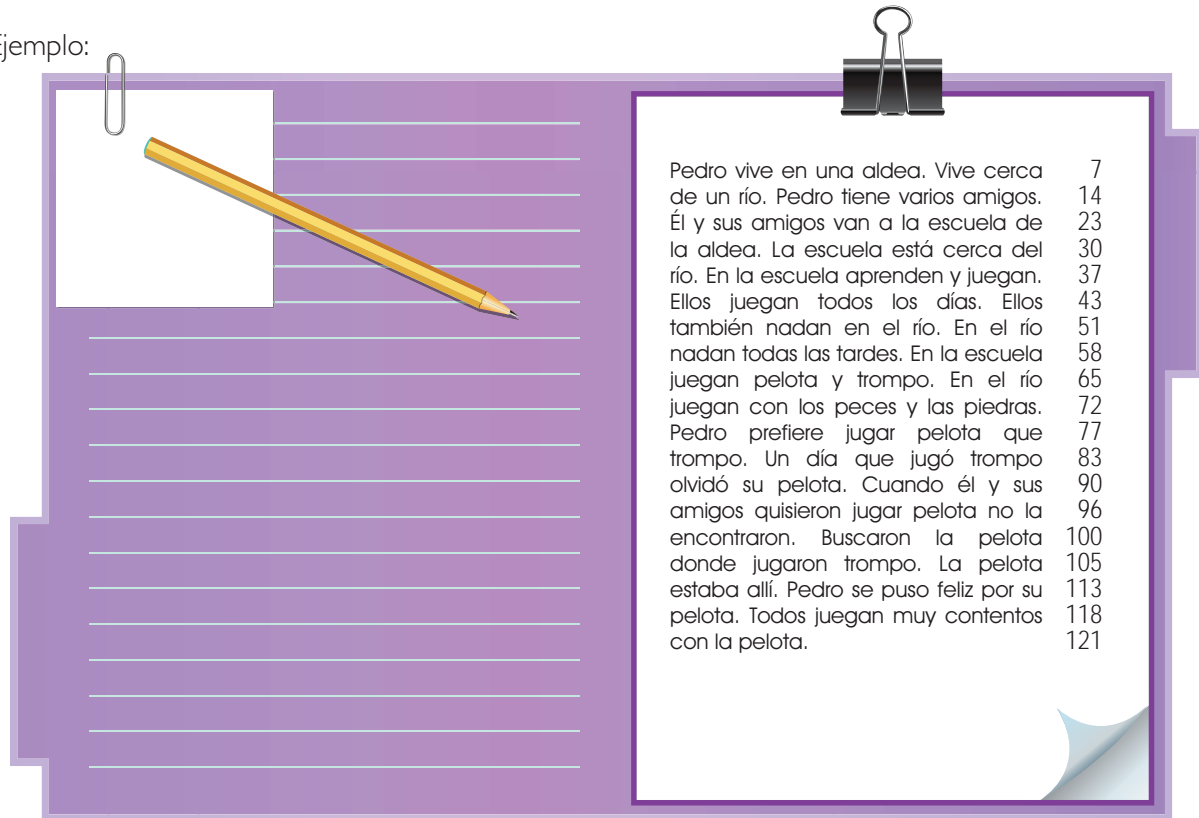 Ejemplo:
Pedro vive en una aldea. Vive cerca 7
de un río. Pedro tiene varios amigos. 14
Él y sus amigos van a la escuela de 23
la aldea. La escuela está cerca del 30
río. En la escuela aprenden y juegan. 37
Ellos juegan todos los días. Ellos 43
también nadan en el río. En el río 51
nadan todas las tardes. En la escuela 58
juegan pelota y trompo. En el río 65
juegan con los peces y las piedras. 72
Pedro prefiere jugar pelota que 77
trompo. Un día que jugó trompo 83
olvidó su pelota. Cuando él y sus 90
amigos quisieron jugar pelota no la 96
encontraron. Buscaron la pelota 100
donde jugaron trompo. La pelota 105
estaba allí. Pedro se puso feliz por su 113
pelota. Todos juegan muy contentos 118
con la pelota. 121